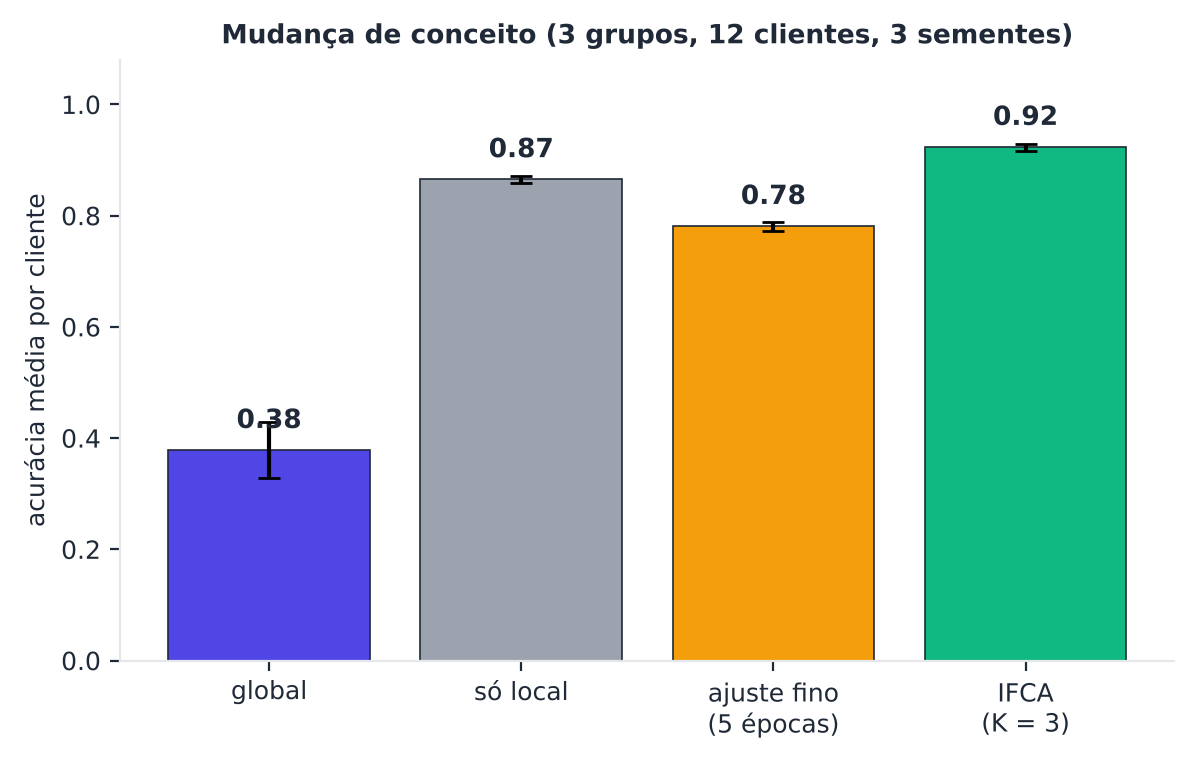 Mudança de conceito (3 grupos, 12 clientes, 3 sementes)
acurácia média por cliente
1.0
0.8
0.6
0.4
0.2
0.0
0.38
0.87
0.78
0.92
global
só local
ajuste fino
(5 épocas)
IFCA
(K = 3)